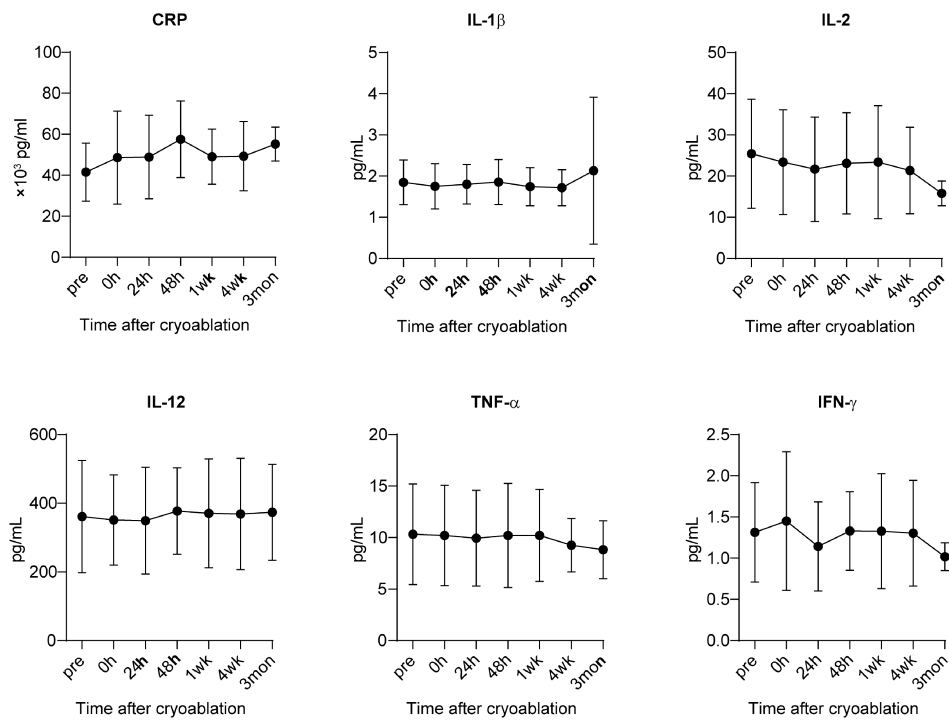 CRP
100
80
60
40
20
0
×10³ pg/ml
pre 0h 24h 48h 1wk 4wk 3mon
Time after cryoablation
IL-1β
5
4
3
2
1
0
pg/mL
pre 0h 24h 48h 1wk 4wk 3mon
Time after cryoablation
IL-2
50
40
30
20
10
0
pg/mL
pre 0h 24h 48h 1wk 4wk 3mon
Time after cryoablation
IL-12
600
400
200
0
pg/mL
pre 0h 24h 48h 1wk 4wk 3mon
Time after cryoablation
TNF-α
20
15
10
5
0
pg/mL
pre 0h 24h 48h 1wk 4wk 3mon
Time after cryoablation
IFN-γ
2.5
2.0
1.5
1.0
0.5
0.0
pg/mL
pre 0h 24h 48h 1wk 4wk 3mon
Time after cryoablation